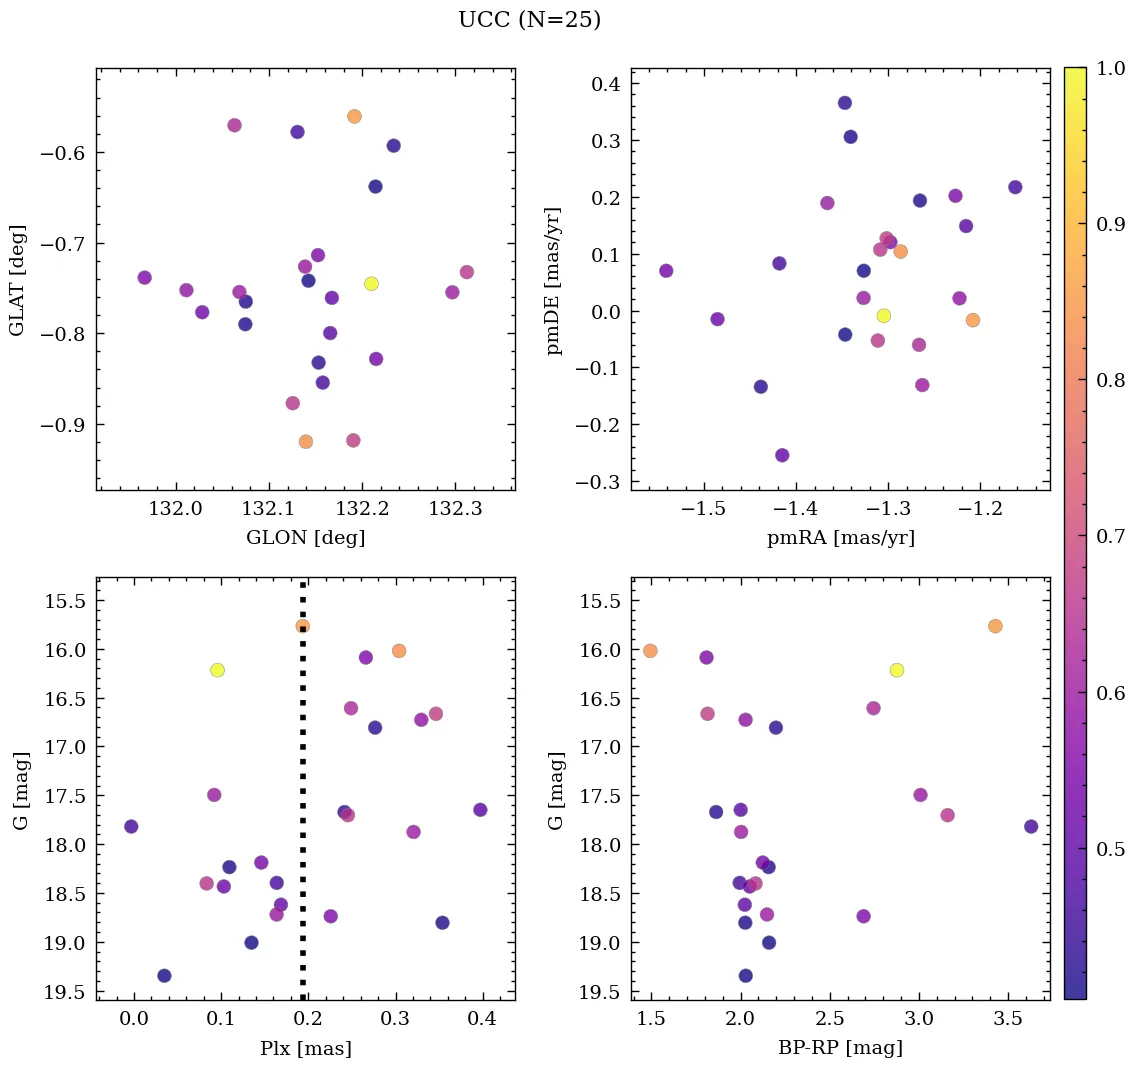 UCC (N=25)
−0.6
−0.7
−0.8
−0.9
GLAT [deg]
132.0 132.1 132.2 132.3
GLON [deg]
0.4
0.3
0.2
0.1
0.0
−0.1
−0.2
−0.3
pmDE [mas/yr]
−1.5 −1.4 −1.3 −1.2
pmRA [mas/yr]
1.0
0.9
0.8
0.7
0.6
0.5
15.5
16.0
16.5
17.0
17.5
18.0
18.5
19.0
19.5
G [mag]
0.0 0.1 0.2 0.3 0.4
Plx [mas]
15.5
16.0
16.5
17.0
17.5
18.0
18.5
19.0
19.5
G [mag]
1.5 2.0 2.5 3.0 3.5
BP-RP [mag]